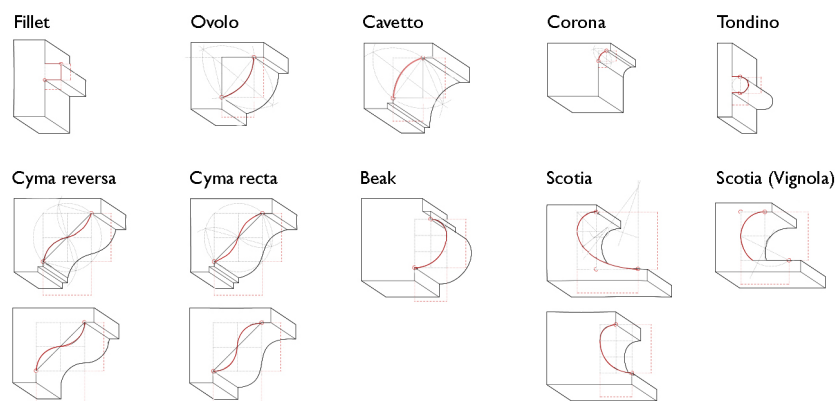 Fillet
Ovolo
Cavetto
Corona
Tondino
Cyma reversa
Cyma recta
Beak
Scotia
Scotia (Vignola)